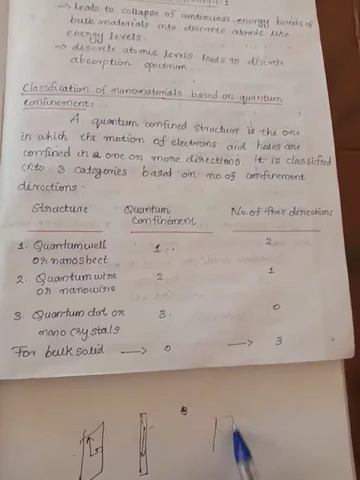 → leads to collapse of continuous energy bands of
bulk materials into discrete atomic like
energy levels.
→ discrete atomic levels leads to discrete
absorption spectrum.
Classification of nanomaterials based on quantum
confinement:
A quantum confined structure is the one
in which the motion of electrons and holes are
confined in one or more directions. It is classified
into 3 categories based on no. of confinement
directions.
Structure Quantum Confinment No. of free directions
1. Quantum well or nanosheet 1 2
2. Quantum wire or nanowire 2 1
3. Quantum dot or nano crystals 3 0
For bulk solid → 0 → 3